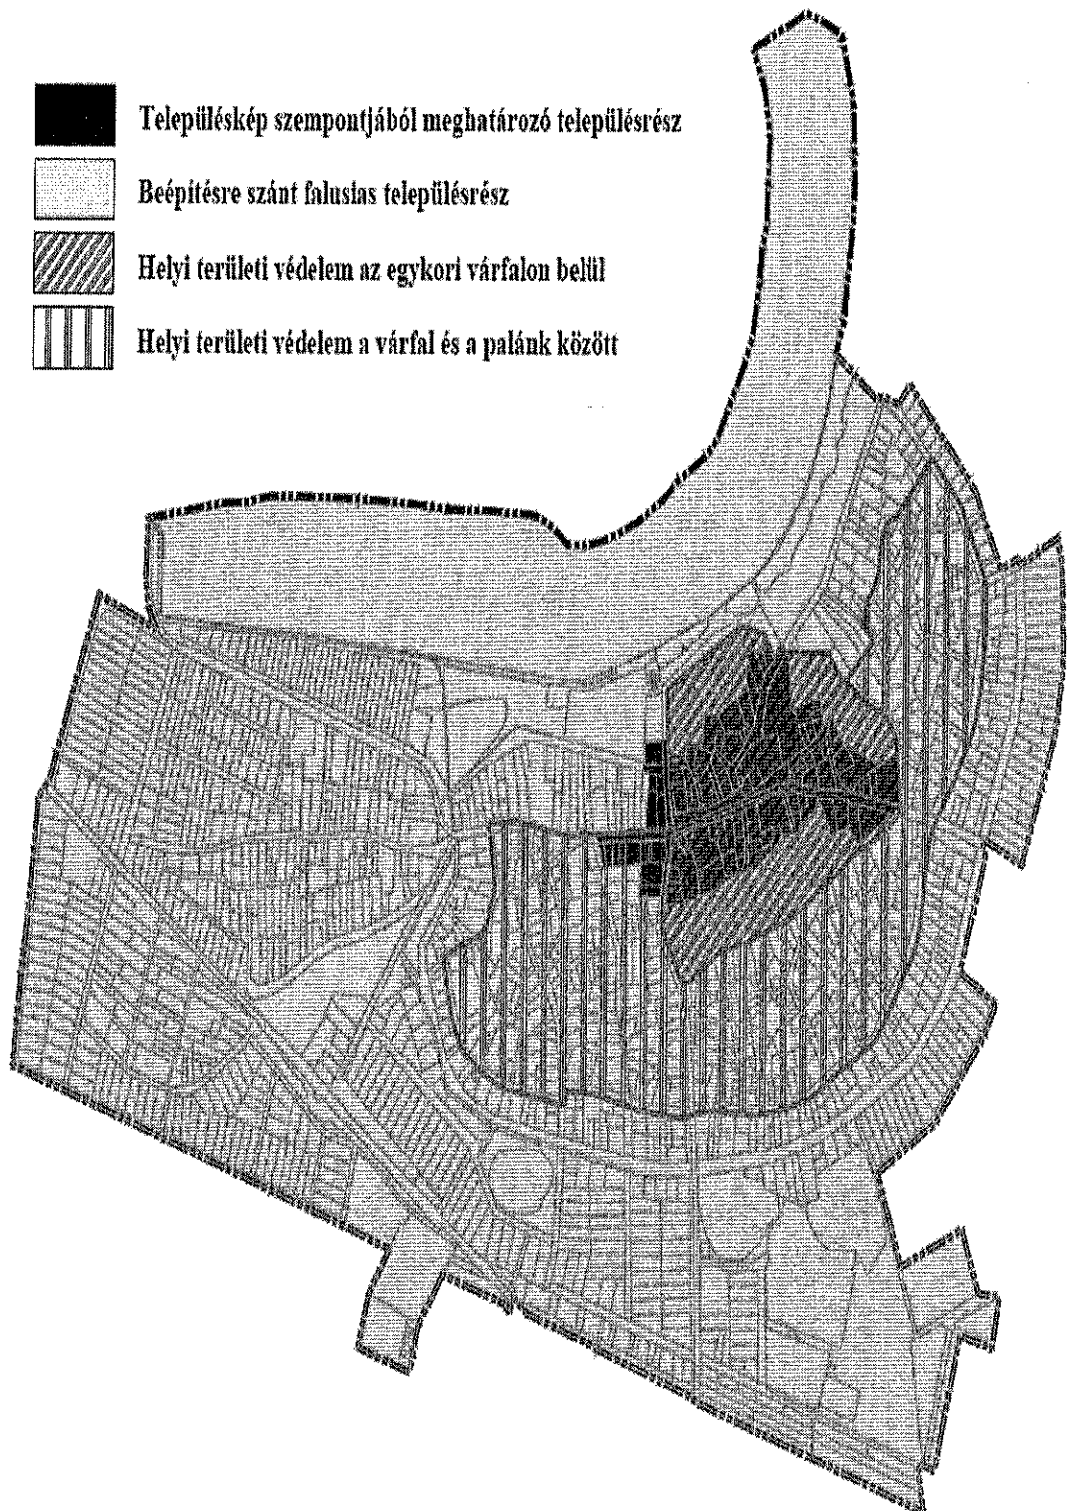 Településkép szempontjából meghatározó településrész
Beépítésre szánt falusias településrész
Helyi területi védelem az egykori várfalon belül
Helyi területi védelem a várfal és a palánk között